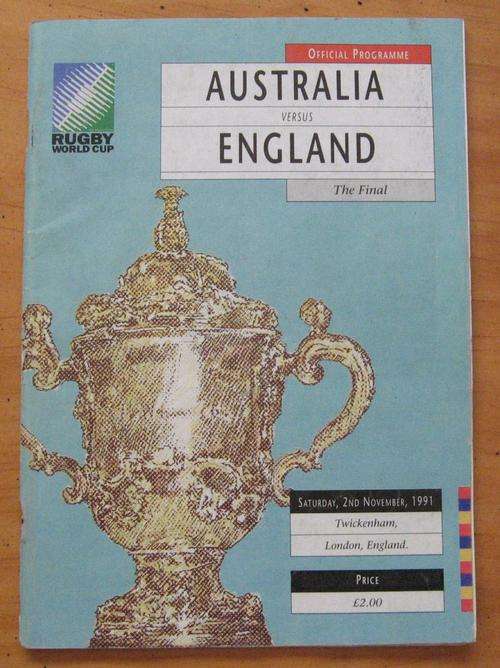 OFFICIAL PROGRAMME
AUSTRALIA
VERSUS
ENGLAND
The Final
RUGBY
WORLD CUP
SATURDAY, 2ND NOVEMBER, 1991
Twickenham,
London, England.
PRICE
£2.00